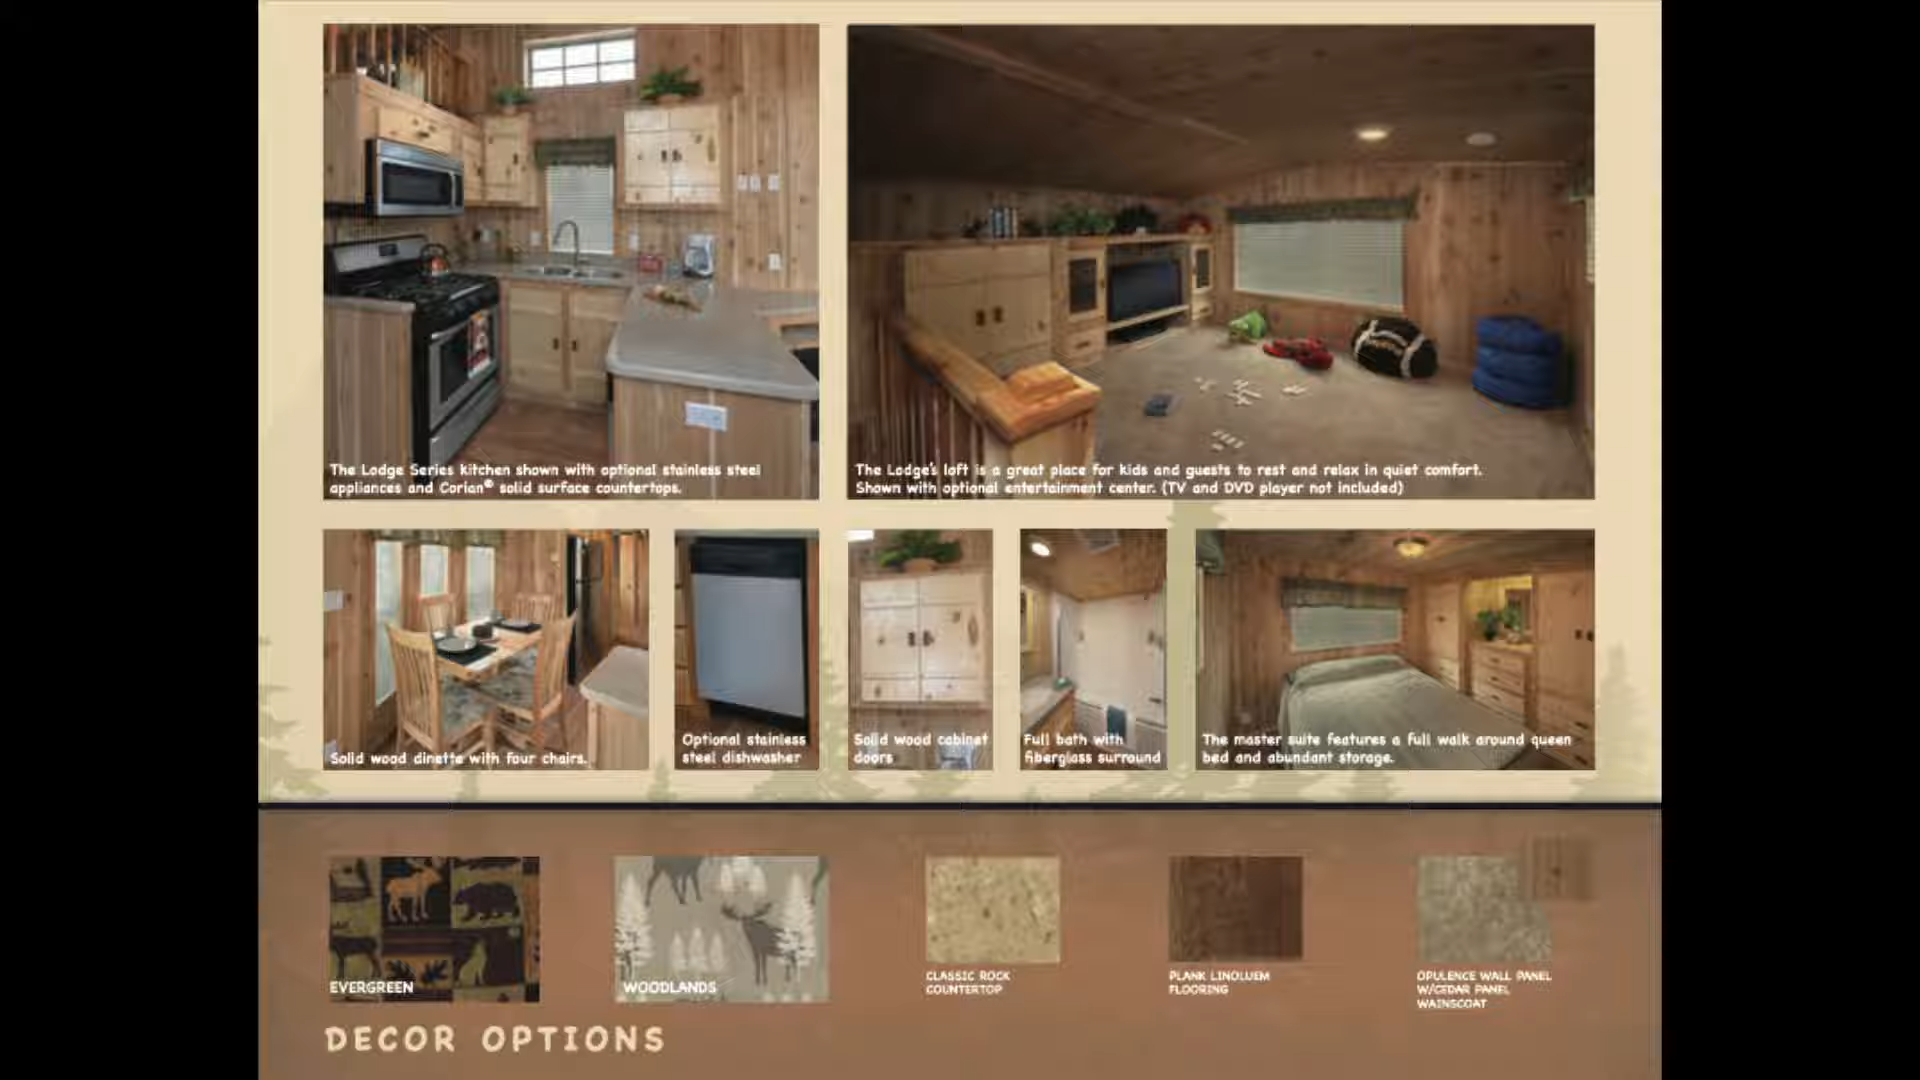 The Lodge Series kitchen shown with optional stainless steel
appliances and Corian® solid surface countertops.
The Lodge's loft is a great place for kids and guests to rest and relax in quiet comfort.
Shown with optional entertainment center. (TV and DVD player not included)
Solid wood dinette with four chairs.
Optional stainless
steel dishwasher
Solid wood cabinet
doors
Full bath with
fiberglass surround
The master suite features a full walk around queen
bed and abundant storage.
EVERGREEN
WOODLANDS
CLASSIC ROCK
COUNTERTOP
PLANK LINOLUEM
FLOORING
OPULENCE WALL PANEL
W/CEDAR PANEL
WAINSCOAT
DECOR OPTIONS